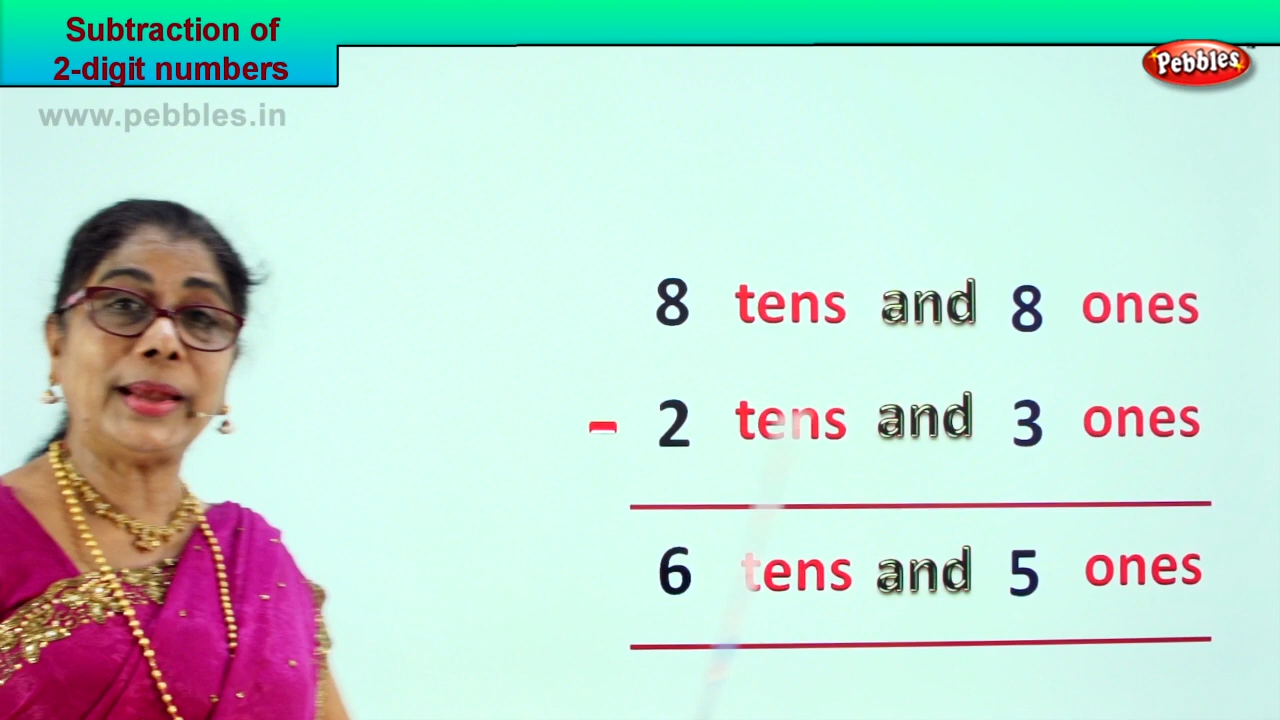 Subtraction of
2-digit numbers
Pebbles
www.pebbles.in
8 tens and 8 ones
- 2 tens and 3 ones
6 tens and 5 ones